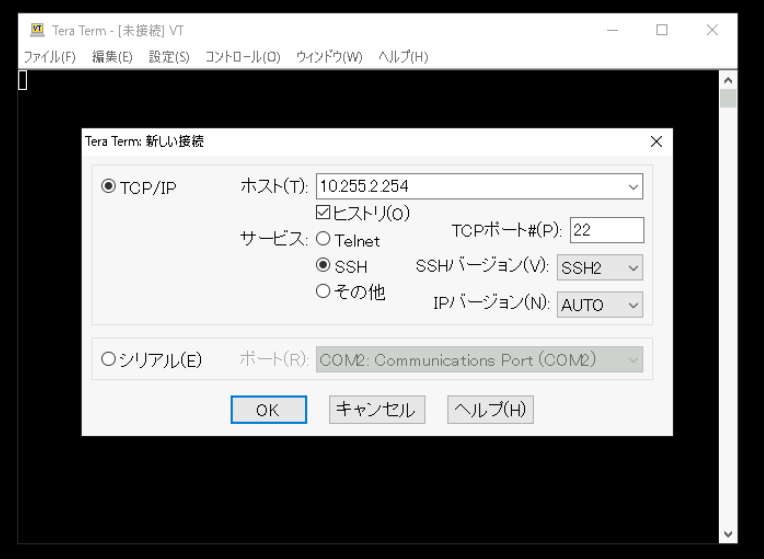 Tera Term - [未接続] VT
ファイル(F) 編集(E) 設定(S) コントロール(O) ウィンドウ(W) ヘルプ(H)
Tera Term: 新しい接続
TCP/IP
ホスト(T): 10.255.2.254
ヒストリ(O)
サービス: Telnet
TCPポート#(P): 22
SSH
SSHバージョン(V): SSH2
その他
IPバージョン(N): AUTO
シリアル(E)
ポート(R): COM2: Communications Port (COM2)
OK キャンセル ヘルプ(H)